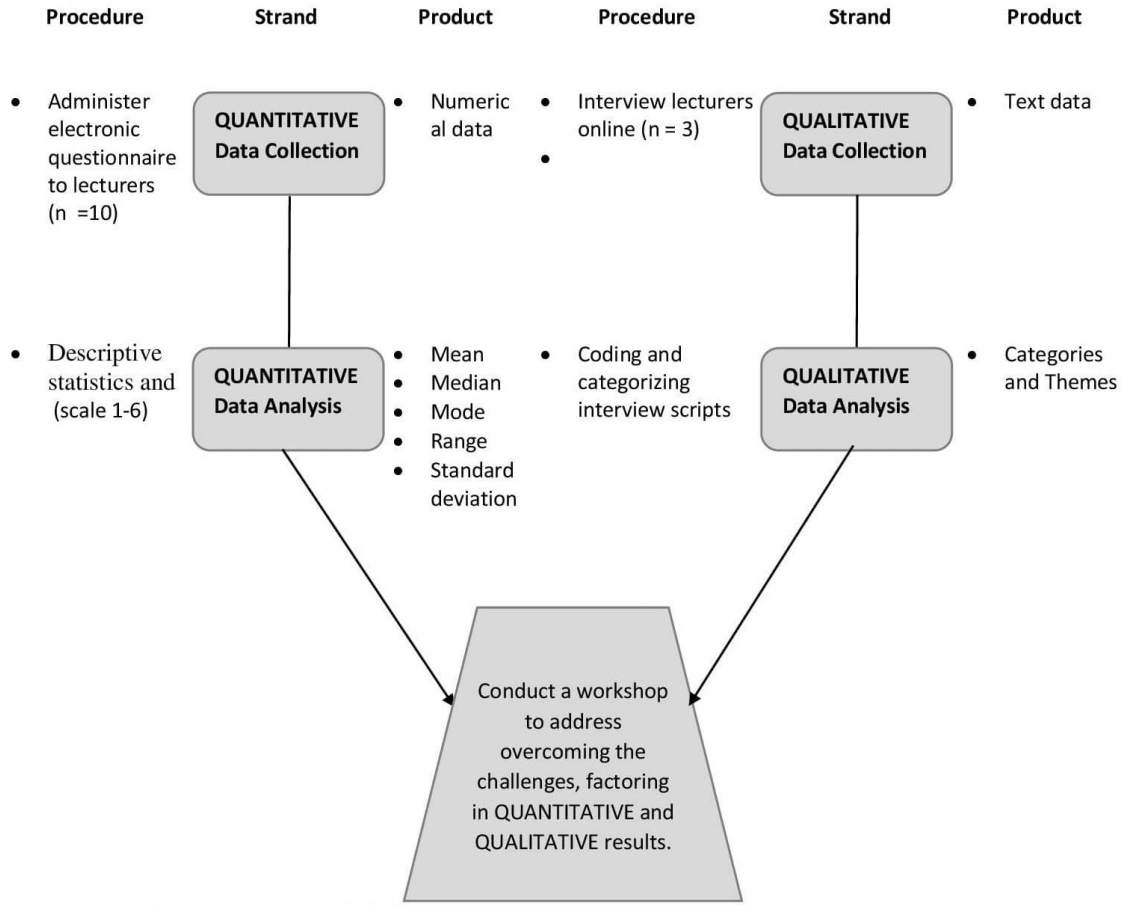 Procedure Strand Product Procedure Strand Product
• Administer
electronic
questionnaire
to lecturers
(n =10)
QUANTITATIVE
Data Collection
• Numeric
al data
• Interview lecturers
online (n = 3)
•
QUALITATIVE
Data Collection
• Text data
• Descriptive
statistics and
(scale 1-6)
QUANTITATIVE
Data Analysis
• Mean
• Median
• Mode
• Range
• Standard
deviation
• Coding and
categorizing
interview scripts
QUALITATIVE
Data Analysis
• Categories
and Themes
Conduct a workshop
to address
overcoming the
challenges, factoring
in QUANTITATIVE and
QUALITATIVE results.